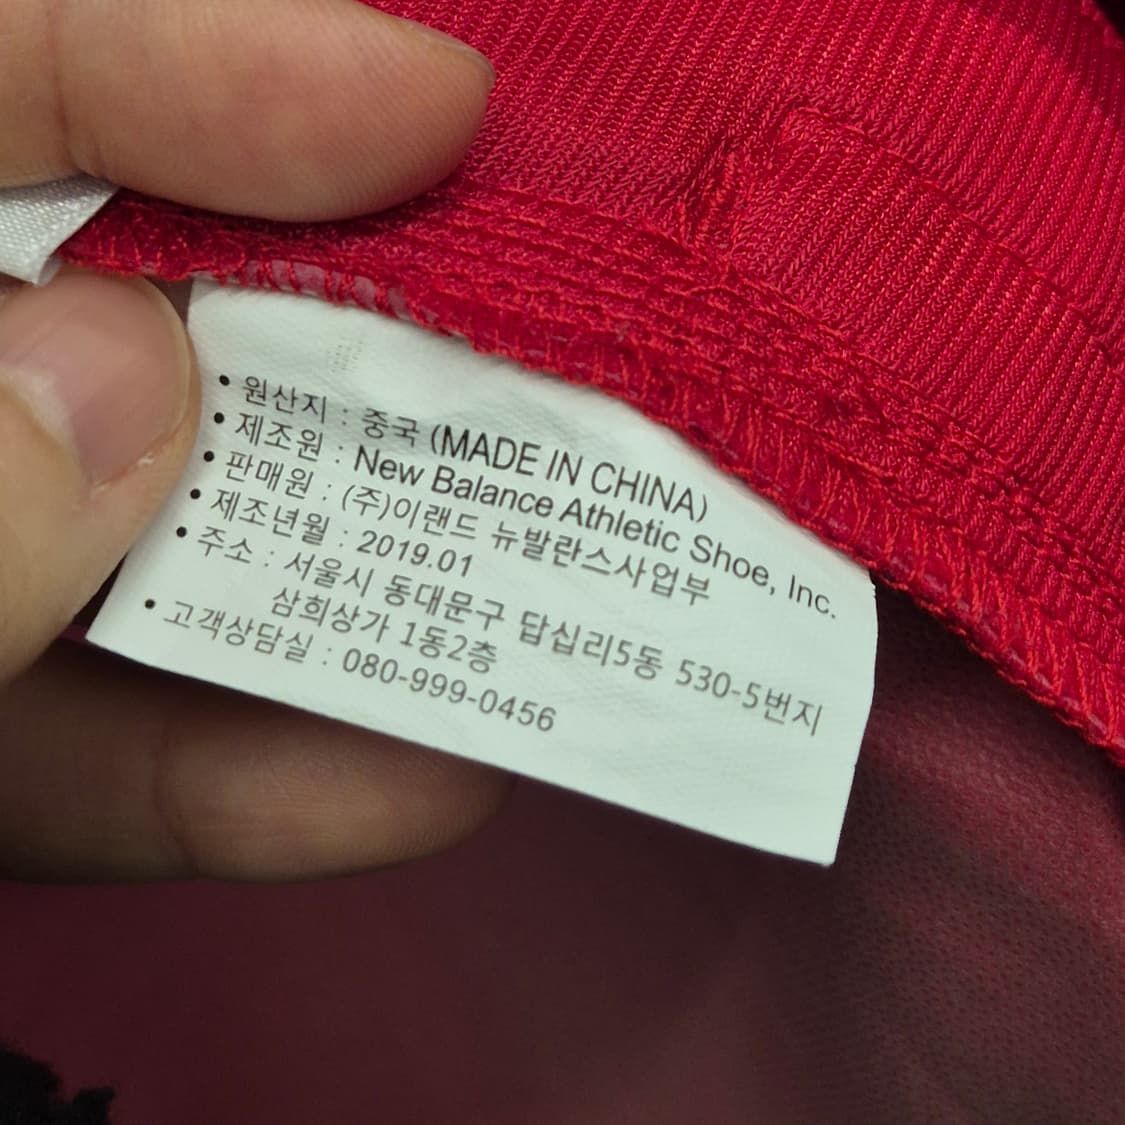 • 원산지 : 중국 (MADE IN CHINA)
• 제조원 : New Balance Athletic Shoe, Inc.
• 판매원 : (주)이랜드 뉴발란스사업부
• 제조년월 : 2019.01
• 주소 : 서울시 동대문구 답십리5동 530-5번지
삼희상가 1동2층
• 고객상담실 : 080-999-0456